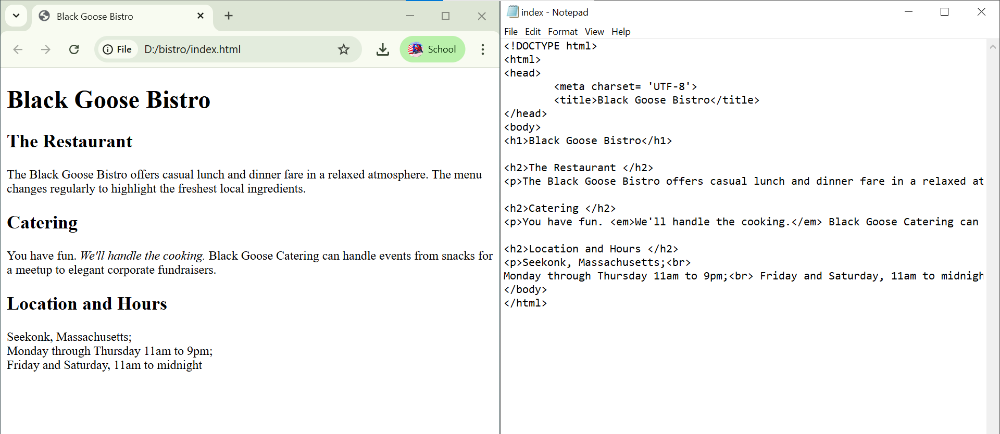 Black Goose Bistro
File D:/bistro/index.html School
Black Goose Bistro
The Restaurant
The Black Goose Bistro offers casual lunch and dinner fare in a relaxed atmosphere. The menu
changes regularly to highlight the freshest local ingredients.
Catering
You have fun. We'll handle the cooking. Black Goose Catering can handle events from snacks for
a meetup to elegant corporate fundraisers.
Location and Hours
Seekonk, Massachusetts;
Monday through Thursday 11am to 9pm;
Friday and Saturday, 11am to midnight
index - Notepad
File Edit Format View Help
<!DOCTYPE html>
<html>
<head>
<meta charset= 'UTF-8'>
<title>Black Goose Bistro</title>
</head>
<body>
<h1>Black Goose Bistro</h1>
<h2>The Restaurant </h2>
<p>The Black Goose Bistro offers casual lunch and dinner fare in a relaxed at
<h2>Catering </h2>
<p>You have fun. <em>We'll handle the cooking.</em> Black Goose Catering can
<h2>Location and Hours </h2>
<p>Seekonk, Massachusetts;<br>
Monday through Thursday 11am to 9pm;<br> Friday and Saturday, 11am to midnigh
</body>
</html>